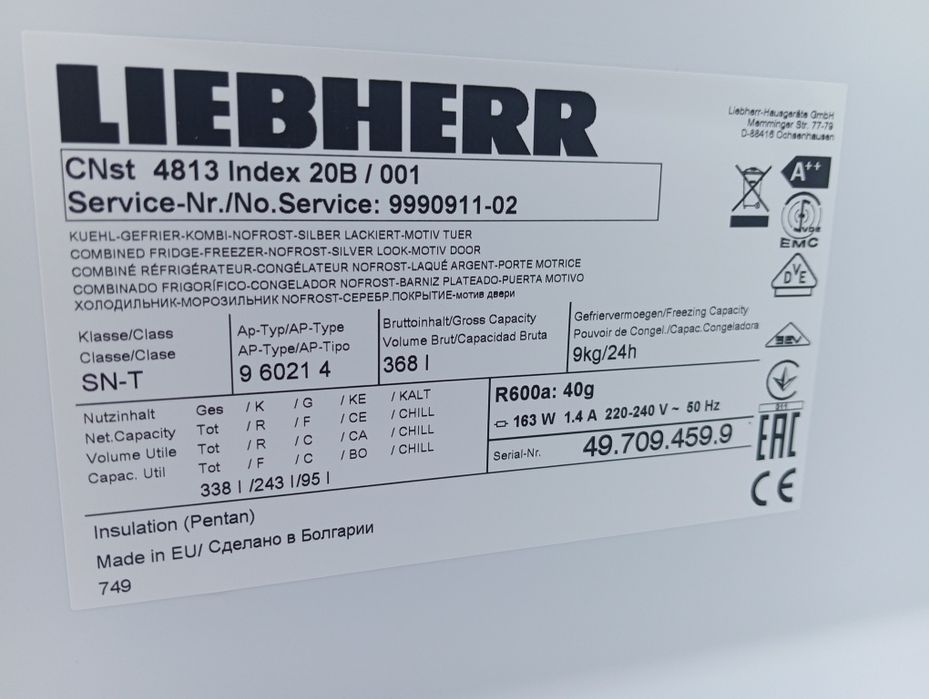 LIEBHERR
Liebherr-Hausgeräte GmbH
Memminger Str. 77-79
D-88416 Ochsenhausen
CNst 4813 Index 20B / 001
Service-Nr./No.Service: 9990911-02
A++
VDE
EMC
DVE
SEV
011
EAC
CE
KUEHL-GEFRIER-KOMBI-NOFROST-SILBER LACKIERT-MOTIV TUER
COMBINED FRIDGE-FREEZER-NOFROST-SILVER LOOK-MOTIV DOOR
COMBINÉ RÉFRIGÉRATEUR-CONGÉLATEUR NOFROST-LAQUÉ ARGENT-PORTE MOTRICE
COMBINADO FRIGORÍFICO-CONGELADOR NOFROST-BARNIZ PLATEADO-PUERTA MOTIVO
ХОЛОДИЛЬНИК-МОРОЗИЛЬНИК NOFROST-СЕРЕБР.ПОКРЫТИЕ-мотив двери
Klasse/Class
Classe/Clase
SN-T
Ap-Typ/AP-Type
AP-Type/AP-Tipo
9 6021 4
Bruttoinhalt/Gross Capacity
Volume Brut/Capacidad Bruta
368 l
Gefriervermoegen/Freezing Capacity
Pouvoir de Congel./Capac.Congeladora
9kg/24h
Nutzinhalt Ges / K / G / KE / KALT
Net.Capacity Tot / R / F / CE / CHILL
Volume Utile Tot / R / C / CA / CHILL
Capac. Util Tot / F / C / BO / CHILL
338 l /243 l/95 l
R600a: 40g
163 W 1.4 A 220-240 V ~ 50 Hz
Serial-Nr. 49.709.459.9
Insulation (Pentan)
Made in EU/ Сделано в Болгарии
749